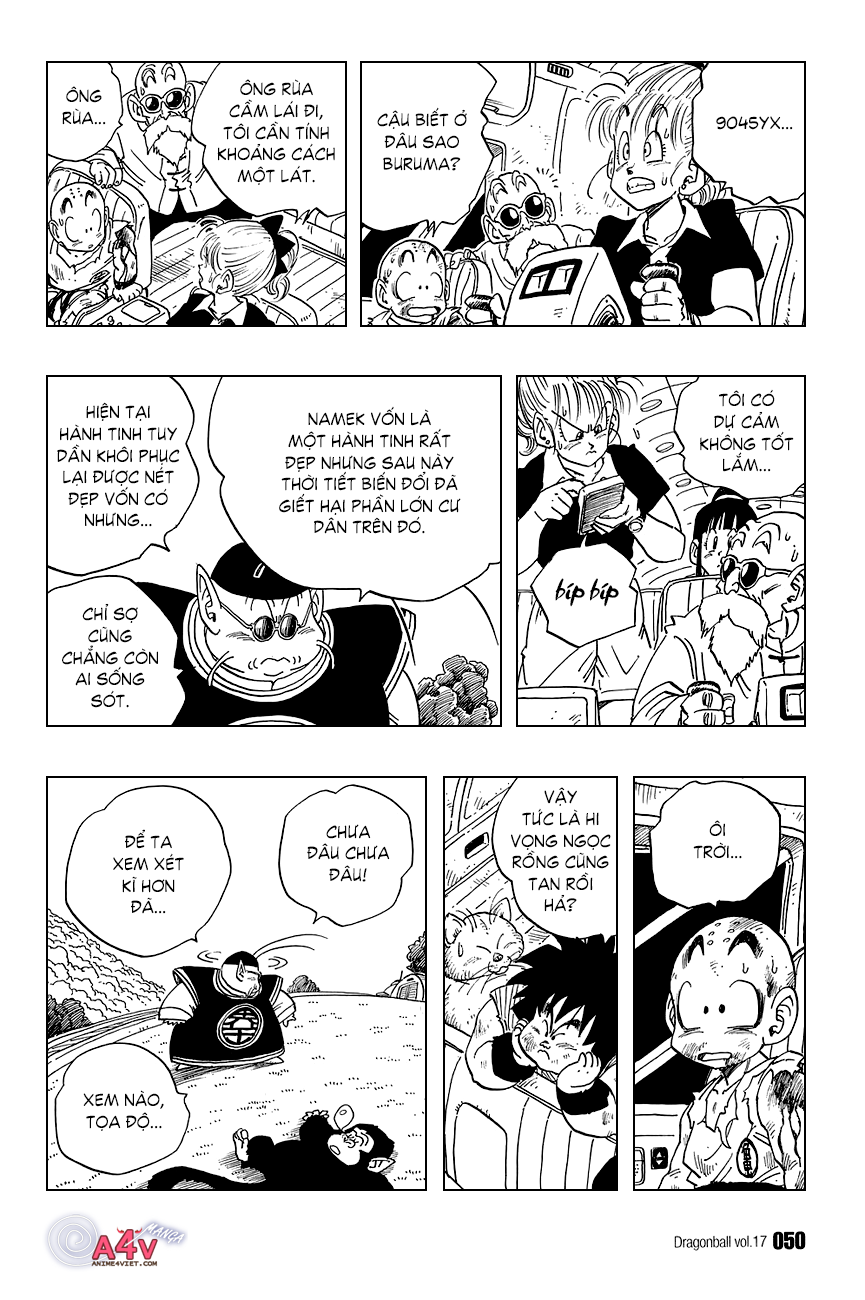 9045YX...
CẬU BIẾT Ở
ĐÂU SAO
BURUMA?
ÔNG RÙA
CẦM LÁI ĐI,
TÔI CẦN TÍNH
KHOẢNG CÁCH
MỘT LÁT.
ÔNG
RÙA...
TÔI CÓ
DỰ CẢM
KHÔNG TỐT
LẮM...
bíp bíp
NAMEK VỐN LÀ
MỘT HÀNH TINH RẤT
ĐẸP NHƯNG SAU NÀY
THỜI TIẾT BIẾN ĐỔI ĐÃ
GIẾT HẠI PHẦN LỚN CƯ
DÂN TRÊN ĐÓ.
HIỆN TẠI
HÀNH TINH TUY
DẦN KHÔI PHỤC
LẠI ĐƯỢC NÉT
ĐẸP VỐN CÓ
NHƯNG...
CHỈ SỢ
CŨNG
CHẲNG CÒN
AI SỐNG
SÓT.
ÔI
TRỜI...
VẬY
TỨC LÀ HI
VỌNG NGỌC
RỒNG CŨNG
TAN RỒI
HẢ?
CHƯA
ĐÂU CHƯA
ĐÂU!
ĐỂ TA
XEM XÉT
KĨ HƠN
ĐÃ...
XEM NÀO,
TỌA ĐỘ...
A4V MANGA
ANIME4VIET.COM
Dragonball vol.17 050